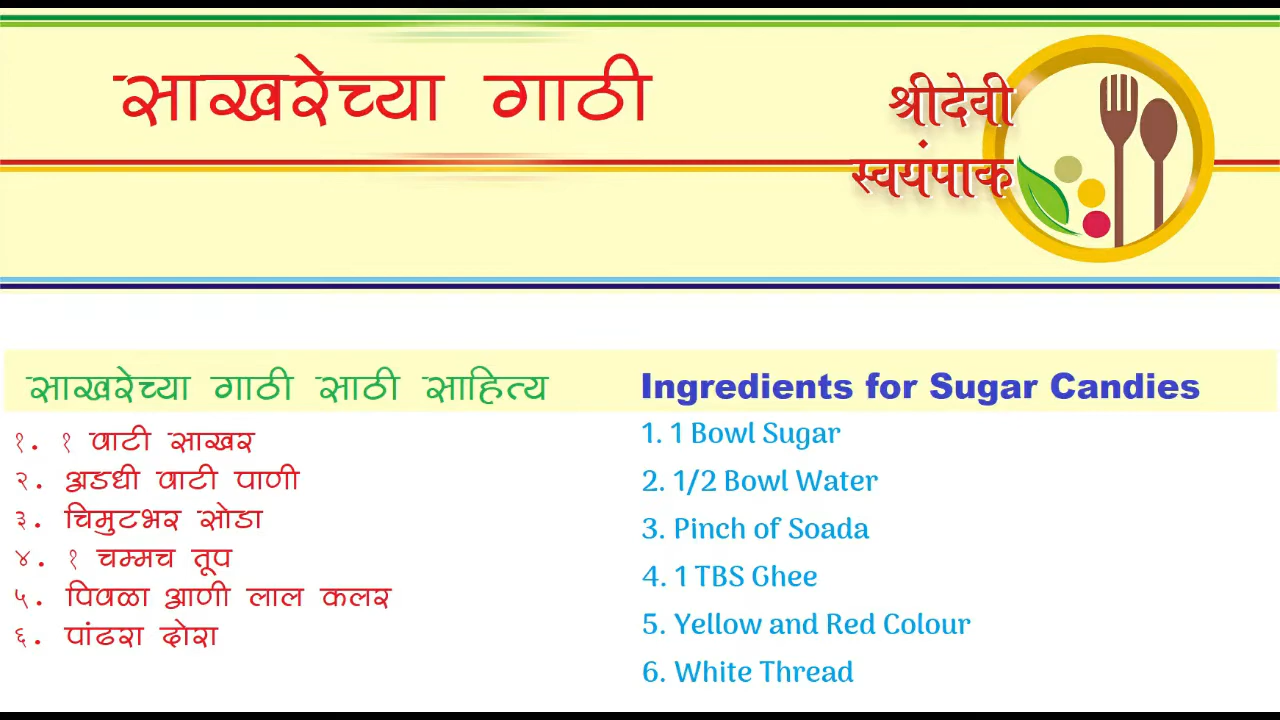 साखरेच्या गाठी
श्रीदेवी
स्वयंपाक
साखरेच्या गाठी साठी साहित्य
१. १ वाटी साखर
२. अडधी वाटी पाणी
३. चिमुटभर सोडा
४. १ चम्मच तूप
५. पिवळा आणी लाल कलर
६. पांढरा दोरा
Ingredients for Sugar Candies
1. 1 Bowl Sugar
2. 1/2 Bowl Water
3. Pinch of Soada
4. 1 TBS Ghee
5. Yellow and Red Colour
6. White Thread